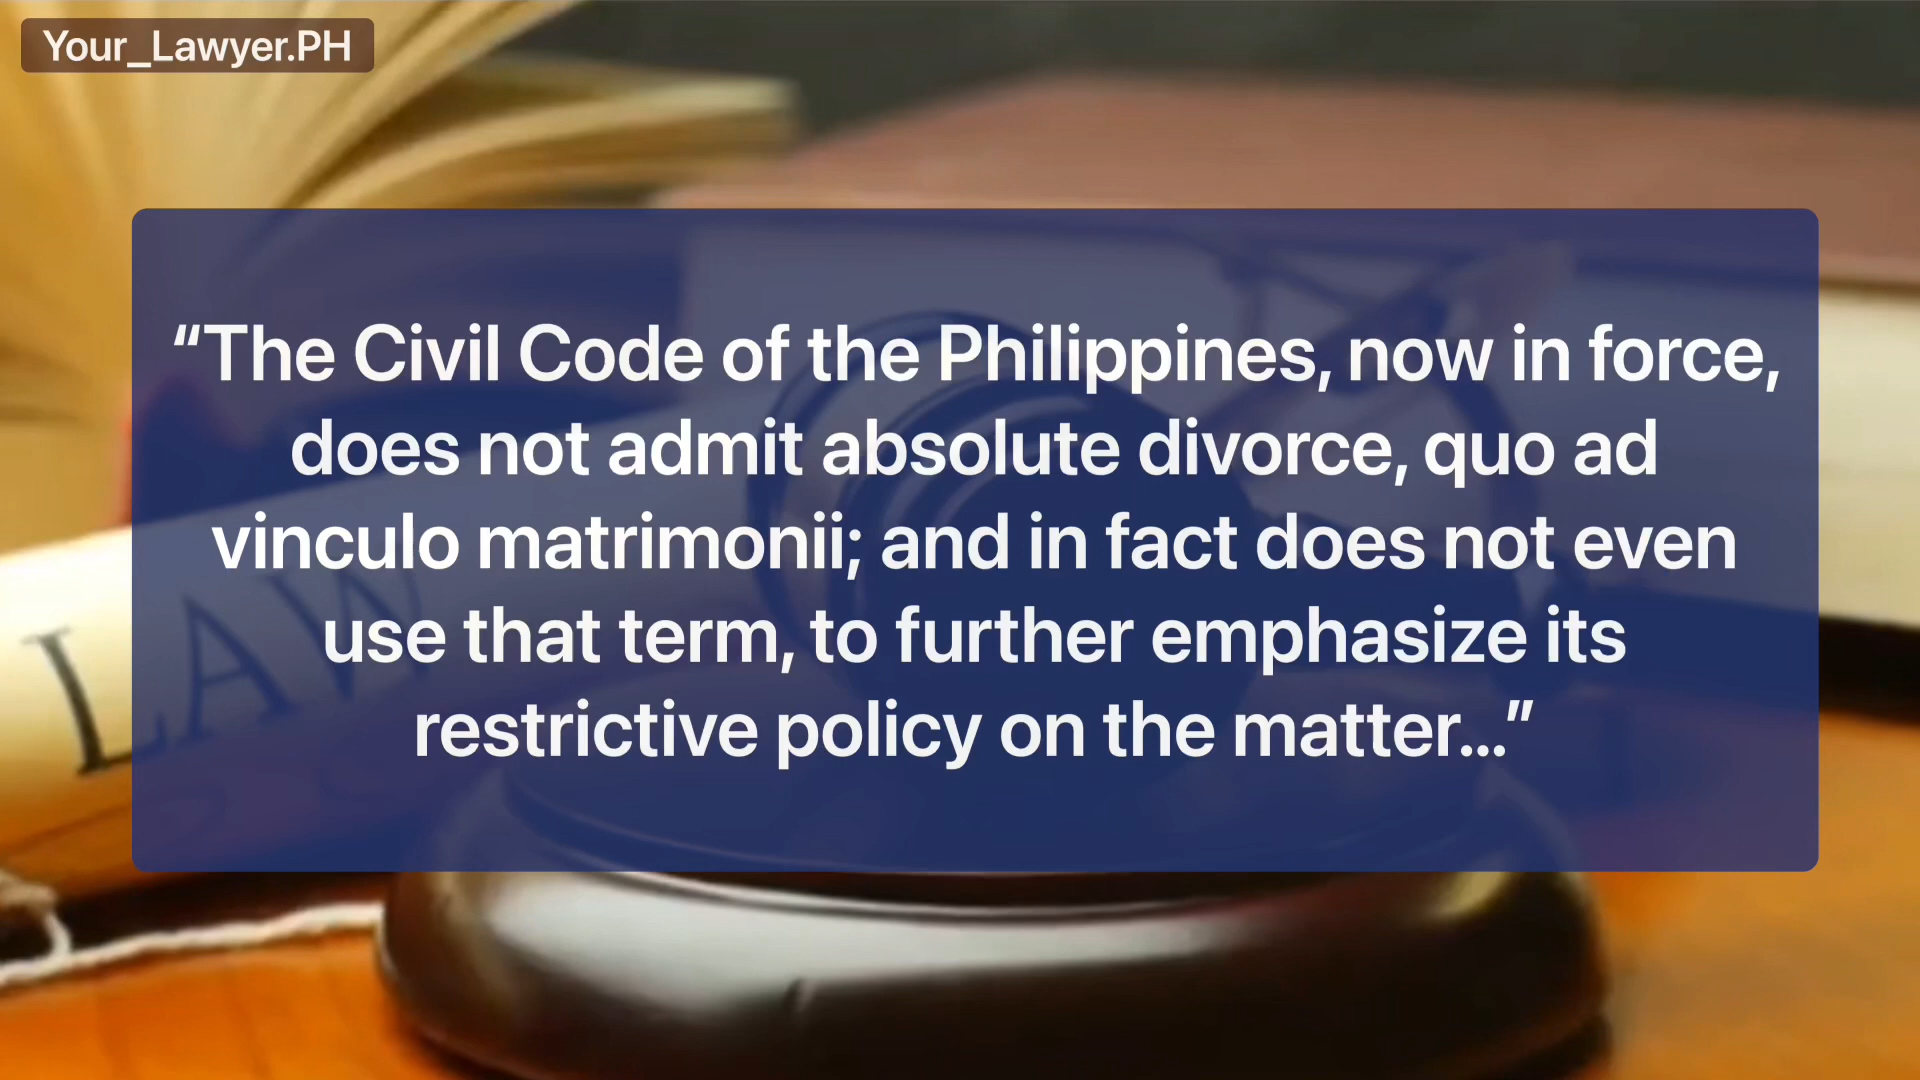 Your_Lawyer.PH
“The Civil Code of the Philippines, now in force,
does not admit absolute divorce, quo ad
vinculo matrimonii; and in fact does not even
use that term, to further emphasize its
restrictive policy on the matter...”
LAW